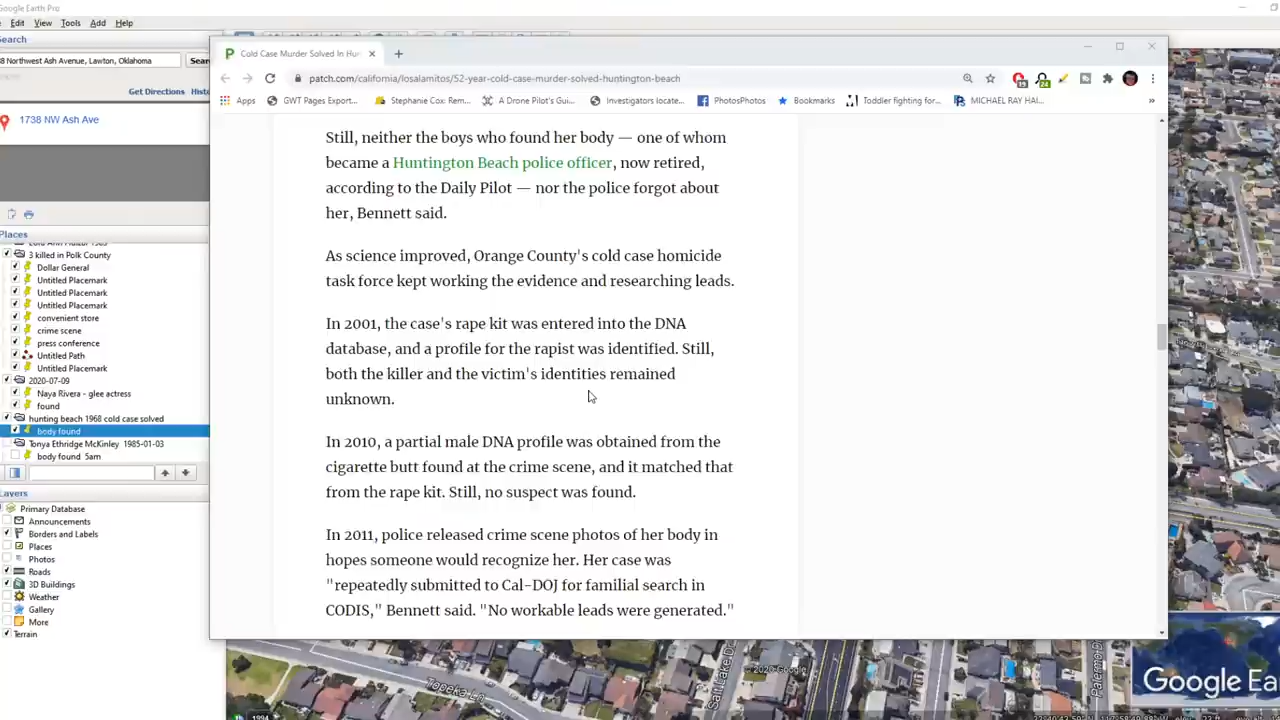 Google Earth Pro
Edit View Tools Add Help
Search
8 Northwest Ash Avenue, Lawton, Oklahoma
Get Directions
1738 NW Ash Ave
Places
3 killed in Polk County
Dollar General
Untitled Placemark
Untitled Placemark
Untitled Placemark
convenient store
crime scene
press conference
Untitled Path
Untitled Placemark
2020-07-09
Naya Rivera - glee actress
found
hunting beach 1968 cold case solved
body found
Tonya Ethridge McKinley 1985-01-03
body found 5am
Layers
Primary Database
Announcements
Borders and Labels
Places
Photos
Roads
3D Buildings
Weather
Gallery
More
Terrain
Cold Case Murder Solved In Hun
patch.com/california/losalamitos/52-year-cold-case-murder-solved-huntington-beach
Apps GWT Pages Export... Stephanie Cox: Rem... A Drone Pilot's Gui... Investigators locate... PhotosPhotos Bookmarks Toddler fighting for... MICHAEL RAY HAI...
Still, neither the boys who found her body — one of whom
became a Huntington Beach police officer, now retired,
according to the Daily Pilot — nor the police forgot about
her, Bennett said.
As science improved, Orange County's cold case homicide
task force kept working the evidence and researching leads.
In 2001, the case's rape kit was entered into the DNA
database, and a profile for the rapist was identified. Still,
both the killer and the victim's identities remained
unknown.
In 2010, a partial male DNA profile was obtained from the
cigarette butt found at the crime scene, and it matched that
from the rape kit. Still, no suspect was found.
In 2011, police released crime scene photos of her body in
hopes someone would recognize her. Her case was
"repeatedly submitted to Cal-DOJ for familial search in
CODIS," Bennett said. "No workable leads were generated."
Topeka Ln
Salt Lake
Palermo
©2020 Google
Google Ea
1994